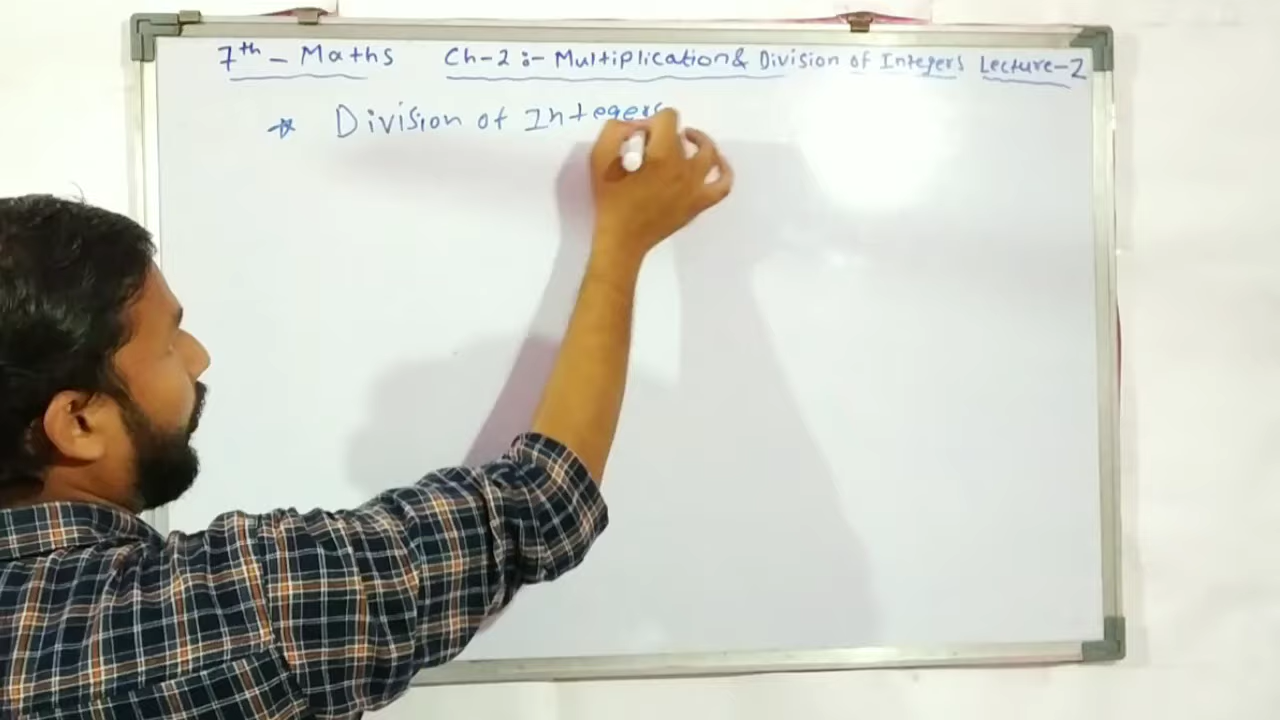 7th - Maths Ch-2 :- Multiplication & Division of Integers Lecture-2
* Division of Integers